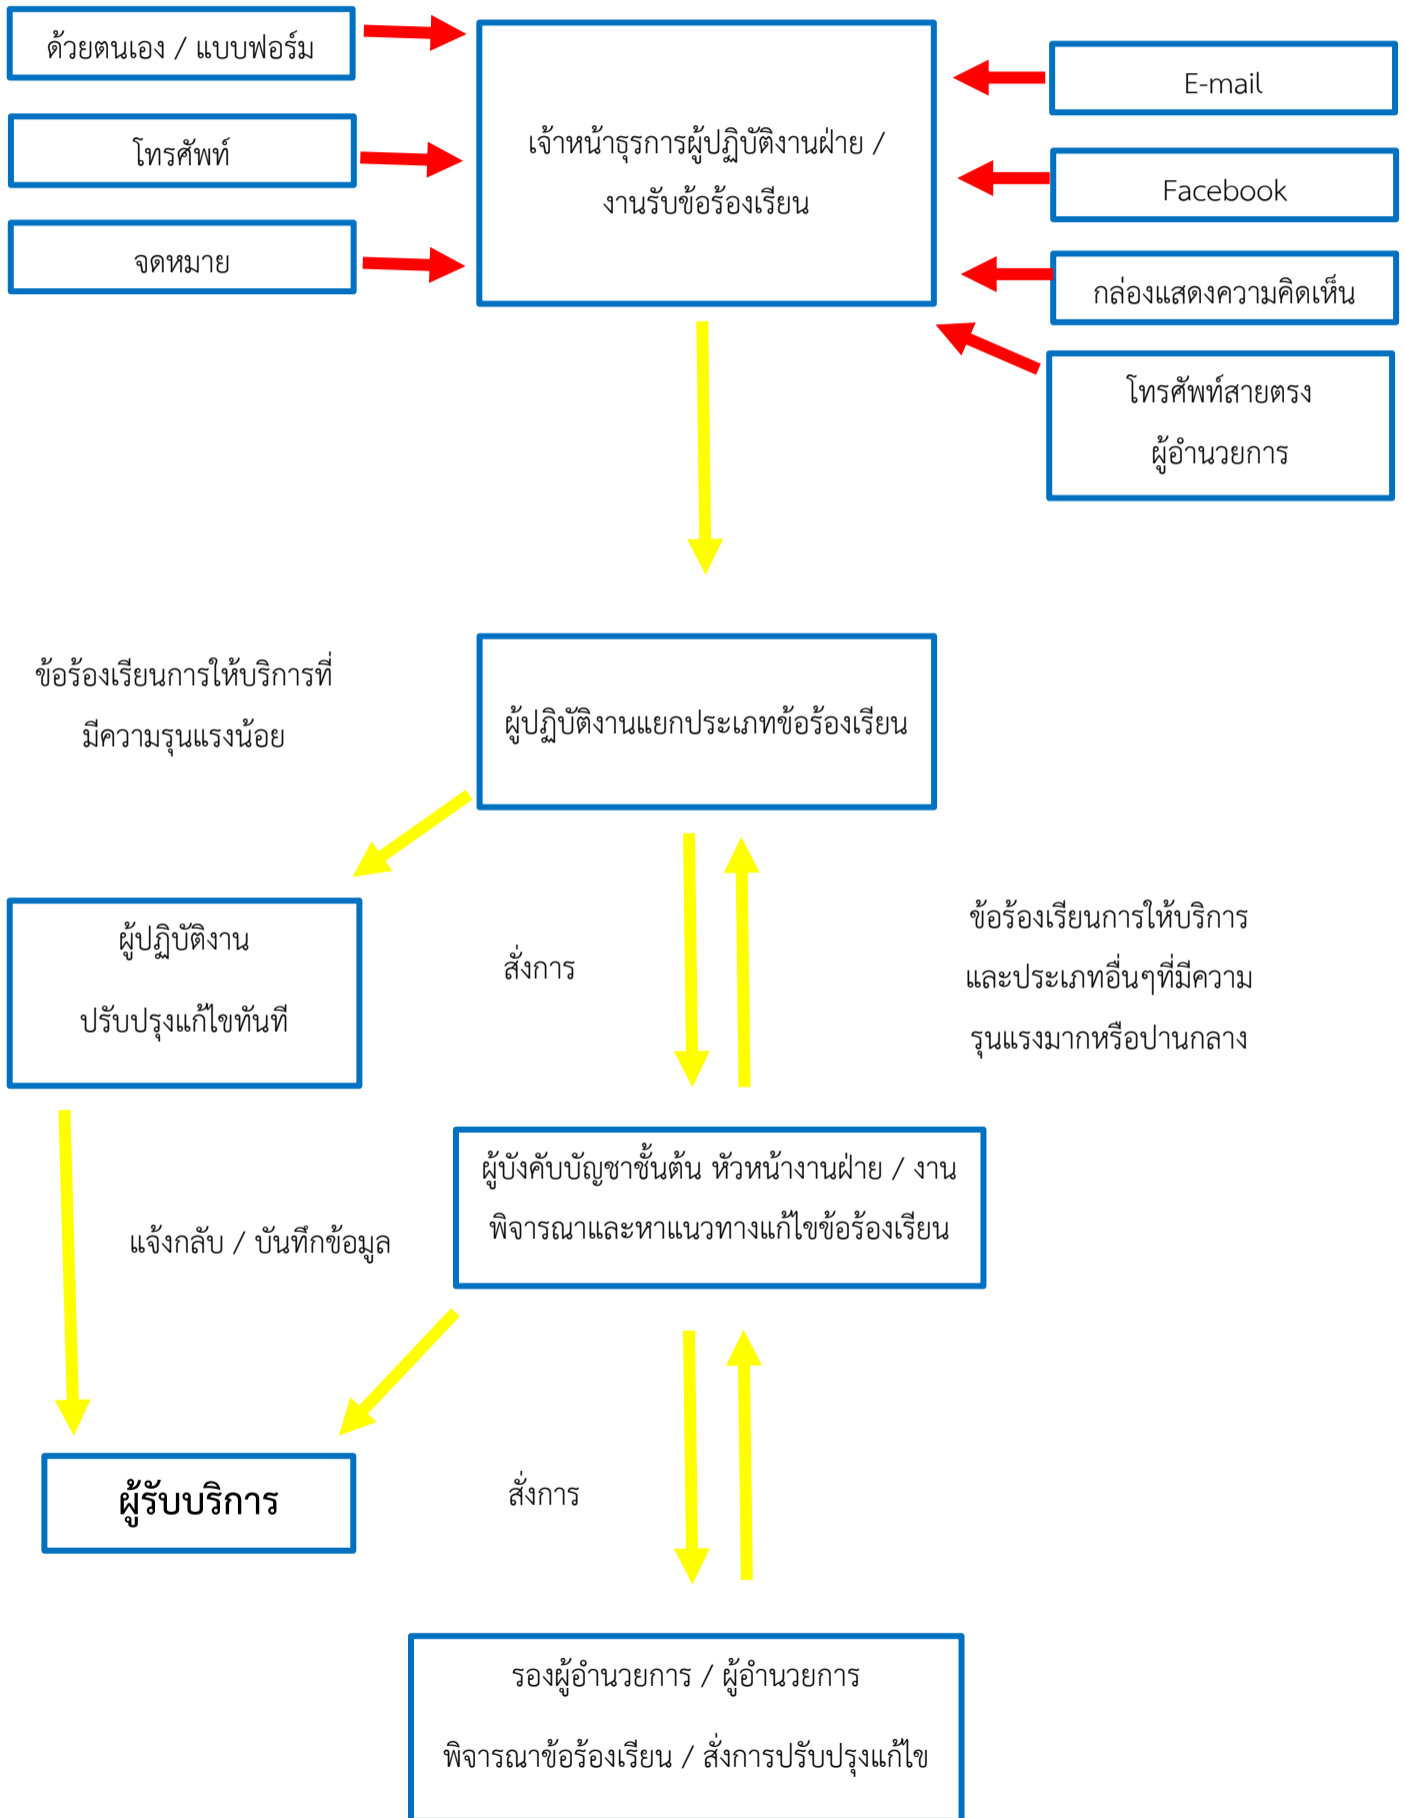 ด้วยตนเอง / แบบฟอร์ม
โทรศัพท์
จดหมาย
เจ้าหน้าธุรการผู้ปฏิบัติงานฝ่าย /
งานรับข้อร้องเรียน
E-mail
Facebook
กล่องแสดงความคิดเห็น
โทรศัพท์สายตรง
ผู้อำนวยการ
ข้อร้องเรียนการให้บริการที่
มีความรุนแรงน้อย
ผู้ปฏิบัติงานแยกประเภทข้อร้องเรียน
ผู้ปฏิบัติงาน
ปรับปรุงแก้ไขทันที
สั่งการ
ข้อร้องเรียนการให้บริการ
และประเภทอื่นๆที่มีความ
รุนแรงมากหรือปานกลาง
ผู้บังคับบัญชาชั้นต้น หัวหน้างานฝ่าย / งาน
พิจารณาและหาแนวทางแก้ไขข้อร้องเรียน
แจ้งกลับ / บันทึกข้อมูล
ผู้รับบริการ
สั่งการ
รองผู้อำนวยการ / ผู้อำนวยการ
พิจารณาข้อร้องเรียน / สั่งการปรับปรุงแก้ไข